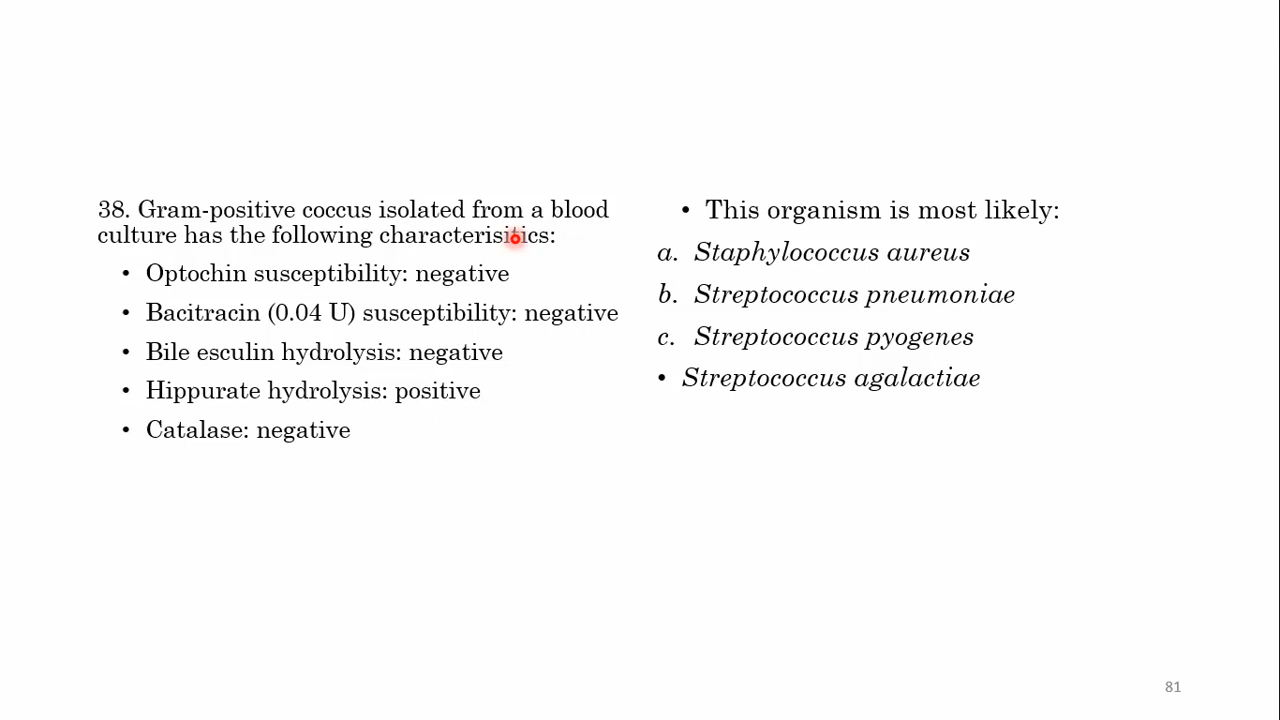 38. Gram-positive coccus isolated from a blood
culture has the following characterisitics:
• Optochin susceptibility: negative
• Bacitracin (0.04 U) susceptibility: negative
• Bile esculin hydrolysis: negative
• Hippurate hydrolysis: positive
• Catalase: negative
• This organism is most likely:
a. Staphylococcus aureus
b. Streptococcus pneumoniae
c. Streptococcus pyogenes
• Streptococcus agalactiae
81